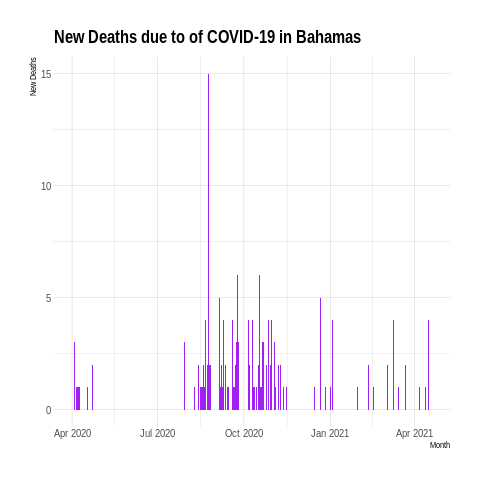 New Deaths due to of COVID-19 in Bahamas
New Deaths
15
10
5
0
Apr 2020 Jul 2020 Oct 2020 Jan 2021 Apr 2021
Month